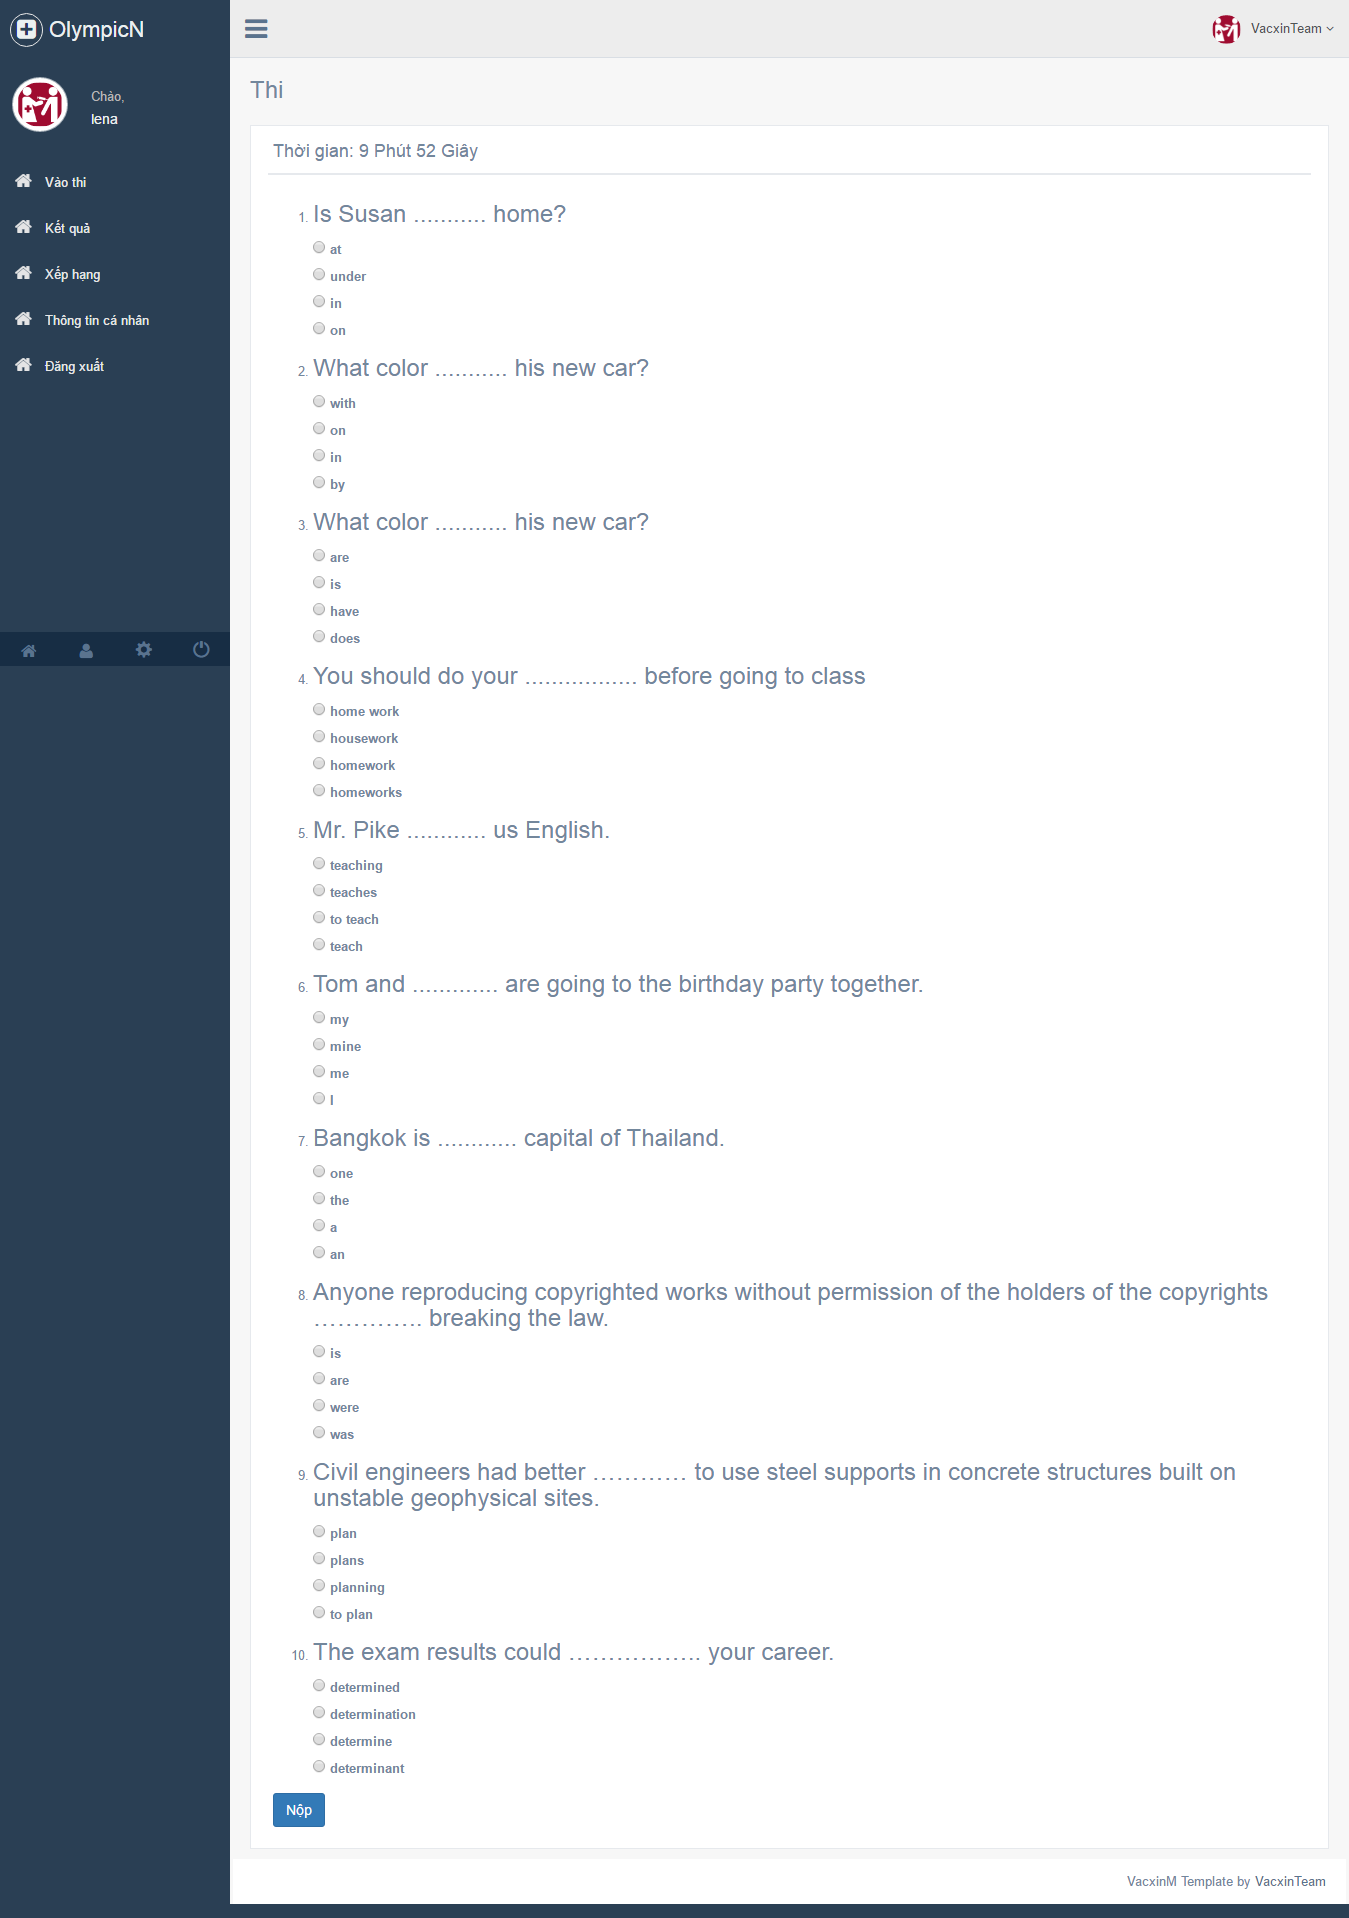 OlympicN
VacxinTeam
Chào,
lena
Vào thi
Kết quả
Xếp hạng
Thông tin cá nhân
Đăng xuất
Thi
Thời gian: 9 Phút 52 Giây
1. Is Susan ........... home?
at
under
in
on
2. What color ........... his new car?
with
on
in
by
3. What color ........... his new car?
are
is
have
does
4. You should do your ................. before going to class
home work
housework
homework
homeworks
5. Mr. Pike ............ us English.
teaching
teaches
to teach
teach
6. Tom and ............. are going to the birthday party together.
my
mine
me
I
7. Bangkok is ............ capital of Thailand.
one
the
a
an
8. Anyone reproducing copyrighted works without permission of the holders of the copyrights
………….. breaking the law.
is
are
were
was
9. Civil engineers had better ………… to use steel supports in concrete structures built on
unstable geophysical sites.
plan
plans
planning
to plan
10. The exam results could …………….. your career.
determined
determination
determine
determinant
Nộp
VacxinM Template by VacxinTeam